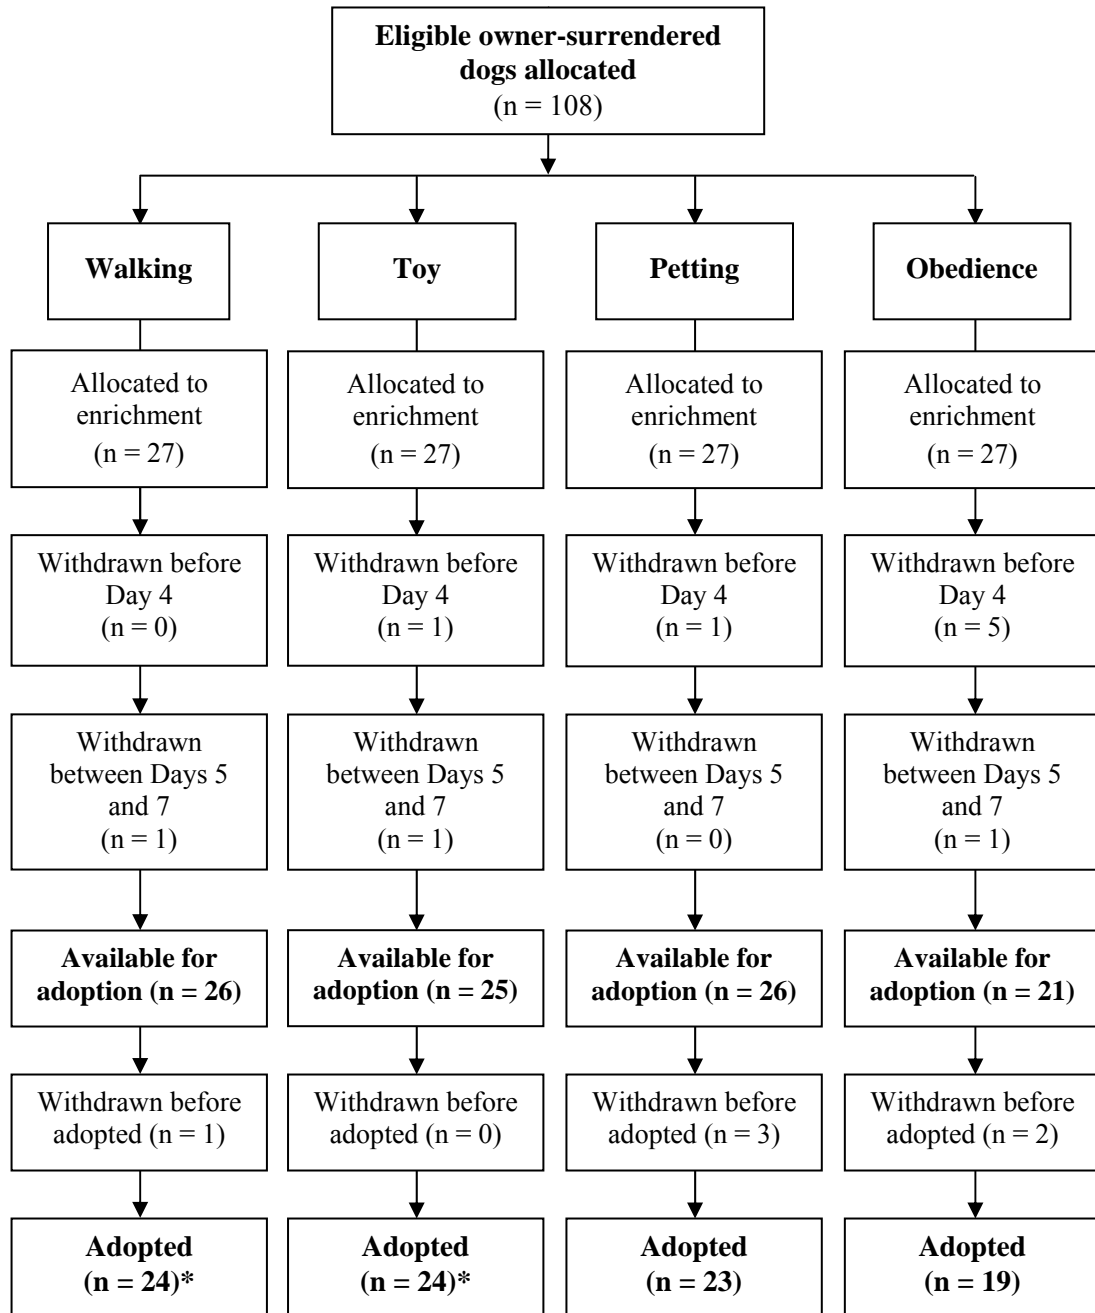 Eligible owner-surrendered
dogs allocated
(n = 108)
Walking
Toy
Petting
Obedience
Allocated to
enrichment
(n = 27)
Allocated to
enrichment
(n = 27)
Allocated to
enrichment
(n = 27)
Allocated to
enrichment
(n = 27)
Withdrawn before
Day 4
(n = 0)
Withdrawn before
Day 4
(n = 1)
Withdrawn before
Day 4
(n = 1)
Withdrawn before
Day 4
(n = 5)
Withdrawn
between Days 5
and 7
(n = 1)
Withdrawn
between Days 5
and 7
(n = 1)
Withdrawn
between Days 5
and 7
(n = 0)
Withdrawn
between Days 5
and 7
(n = 1)
Available for
adoption (n = 26)
Available for
adoption (n = 25)
Available for
adoption (n = 26)
Available for
adoption (n = 21)
Withdrawn before
adopted (n = 1)
Withdrawn before
adopted (n = 0)
Withdrawn before
adopted (n = 3)
Withdrawn before
adopted (n = 2)
Adopted
(n = 24)*
Adopted
(n = 24)*
Adopted
(n = 23)
Adopted
(n = 19)